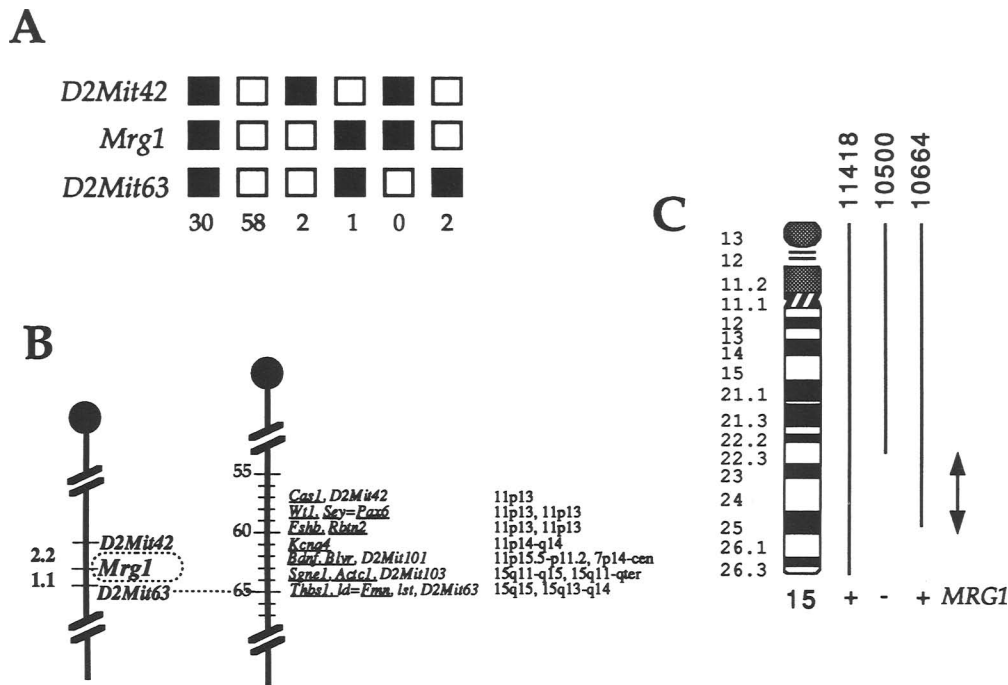 A
D2Mit42
Mrg1
D2Mit63
30 58 2 1 0 2
B
2.2
1.1
D2Mit42
Mrg1
D2Mit63
55
60
65
Cas1, D2Mit42 11p13
Wt1, Sey=Pax6 11p13, 11p13
Fshb, Rbtn2 11p13, 11p13
Kcna4 11p14-q14
Bdnf, Blvr, D2Mit101 11p15.5-p11.2, 7p14-cen
Sgne1, Actc1, D2Mit103 15q11-q15, 15q11-qter
Thbs1, ld=Fmn, lst, D2Mit63 15q15, 15q13-q14
C
11418
10500
10664
13
12
11.2
11.1
12
13
14
15
21.1
21.3
22.2
22.3
23
24
25
26.1
26.3
15 + - + MRG1